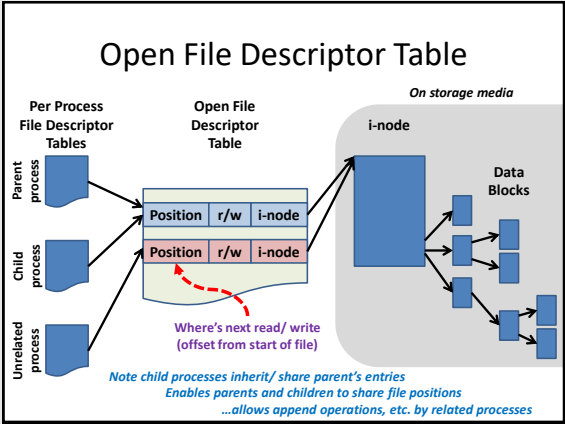 Open File Descriptor Table
On storage media
Per Process
File Descriptor
Tables
Open File
Descriptor
Table
i-node
Data
Blocks
Parent
process
Position r/w i-node
Position r/w i-node
Child
process
Unrelated
process
Where's next read/ write
(offset from start of file)
Note child processes inherit/ share parent's entries
Enables parents and children to share file positions
...allows append operations, etc. by related processes